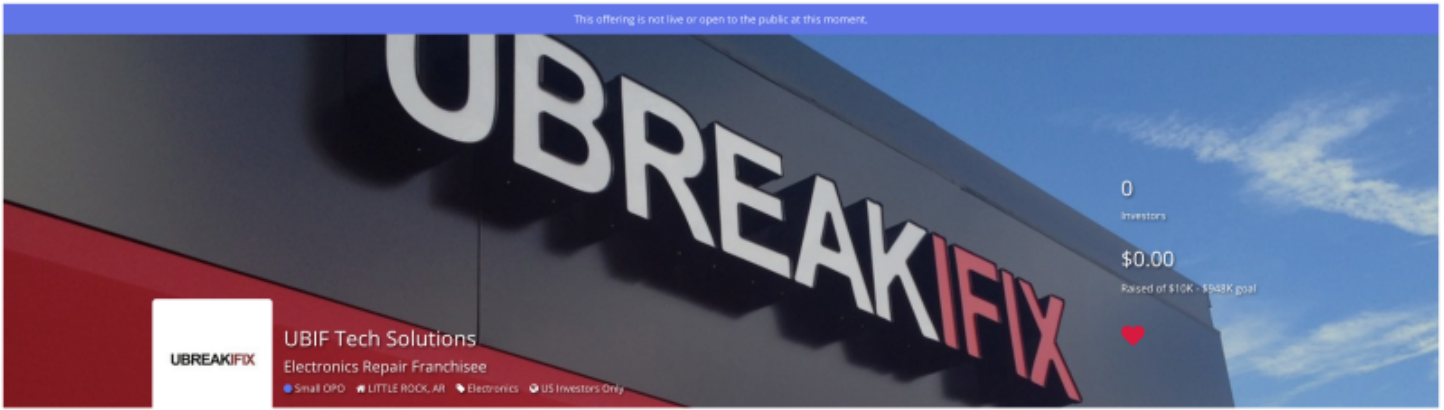 This offering is not live or open to the public at this moment.
UBREAKIFIX
0
Investors
$0.00
Raised of $10K - $948K goal
UBREAKIFIX
UBIF Tech Solutions
Electronics Repair Franchisee
Small OPO LITTLE ROCK, AR Electronics US Investors Only